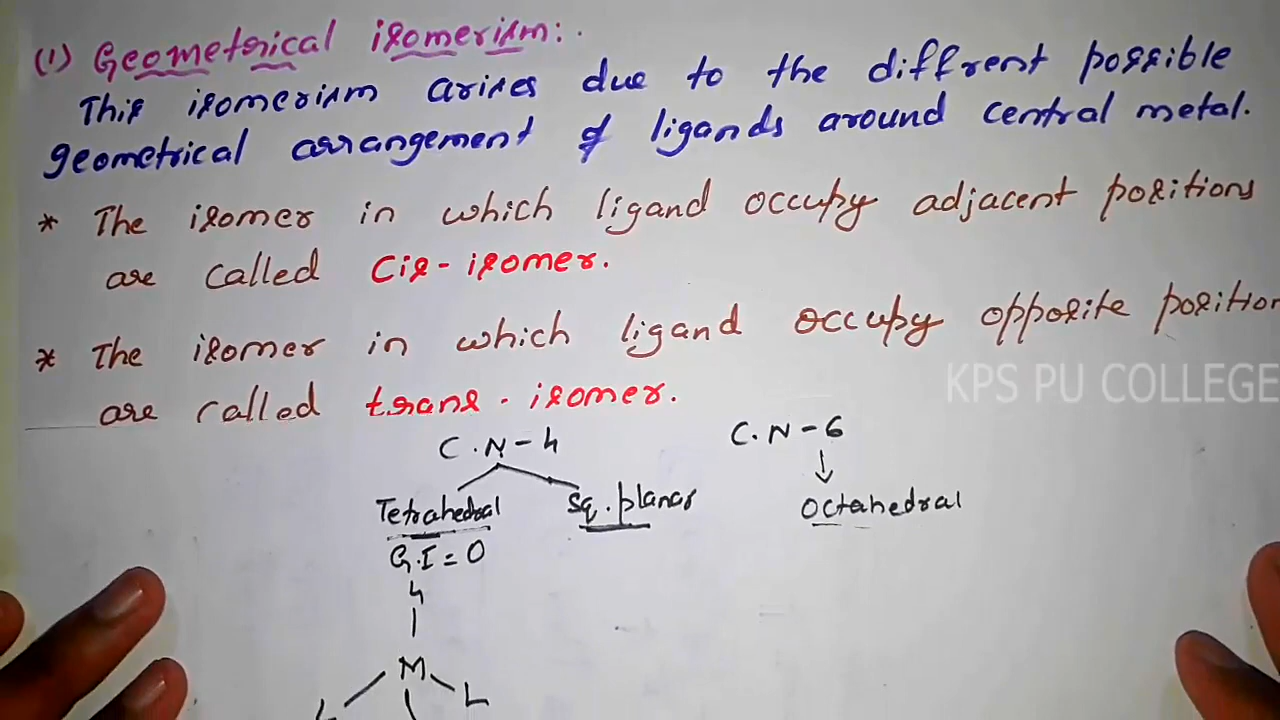 (1) Geometrical isomerism:.
This isomerism arises due to the different possible
geometrical arrangement of ligands around central metal.
* The isomer in which ligand occupy adjacent positions
are called Cis-isomer.
* The isomer in which ligand occupy opposite position
are called trans-isomer.
KPS PU COLLEGE
C.N-4
C.N-6
Tetrahedral
Sq.planar
Octahedral
G.I=0
L
M
L
L